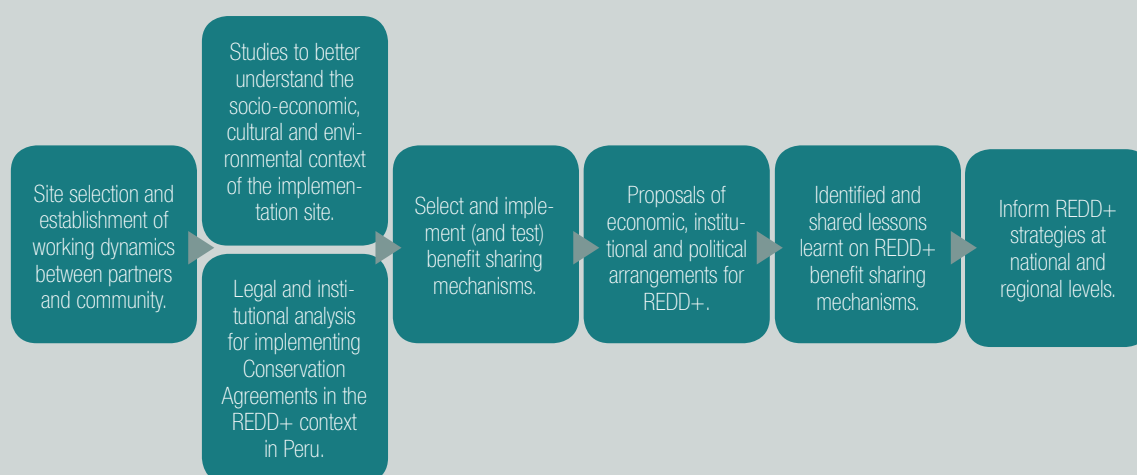 Site selection and
establishment of
working dynamics
between partners
and community.
Studies to better
understand the
socio-economic,
cultural and envi-
ronmental context
of the implemen-
tation site.
Legal and insti-
tutional analysis
for implementing
Conservation
Agreements in the
REDD+ context
in Peru.
Select and imple-
ment (and test)
benefit sharing
mechanisms.
Proposals of
economic, institu-
tional and political
arrangements for
REDD+.
Identified and
shared lessons
learnt on REDD+
benefit sharing
mechanisms.
Inform REDD+
strategies at
national and
regional levels.